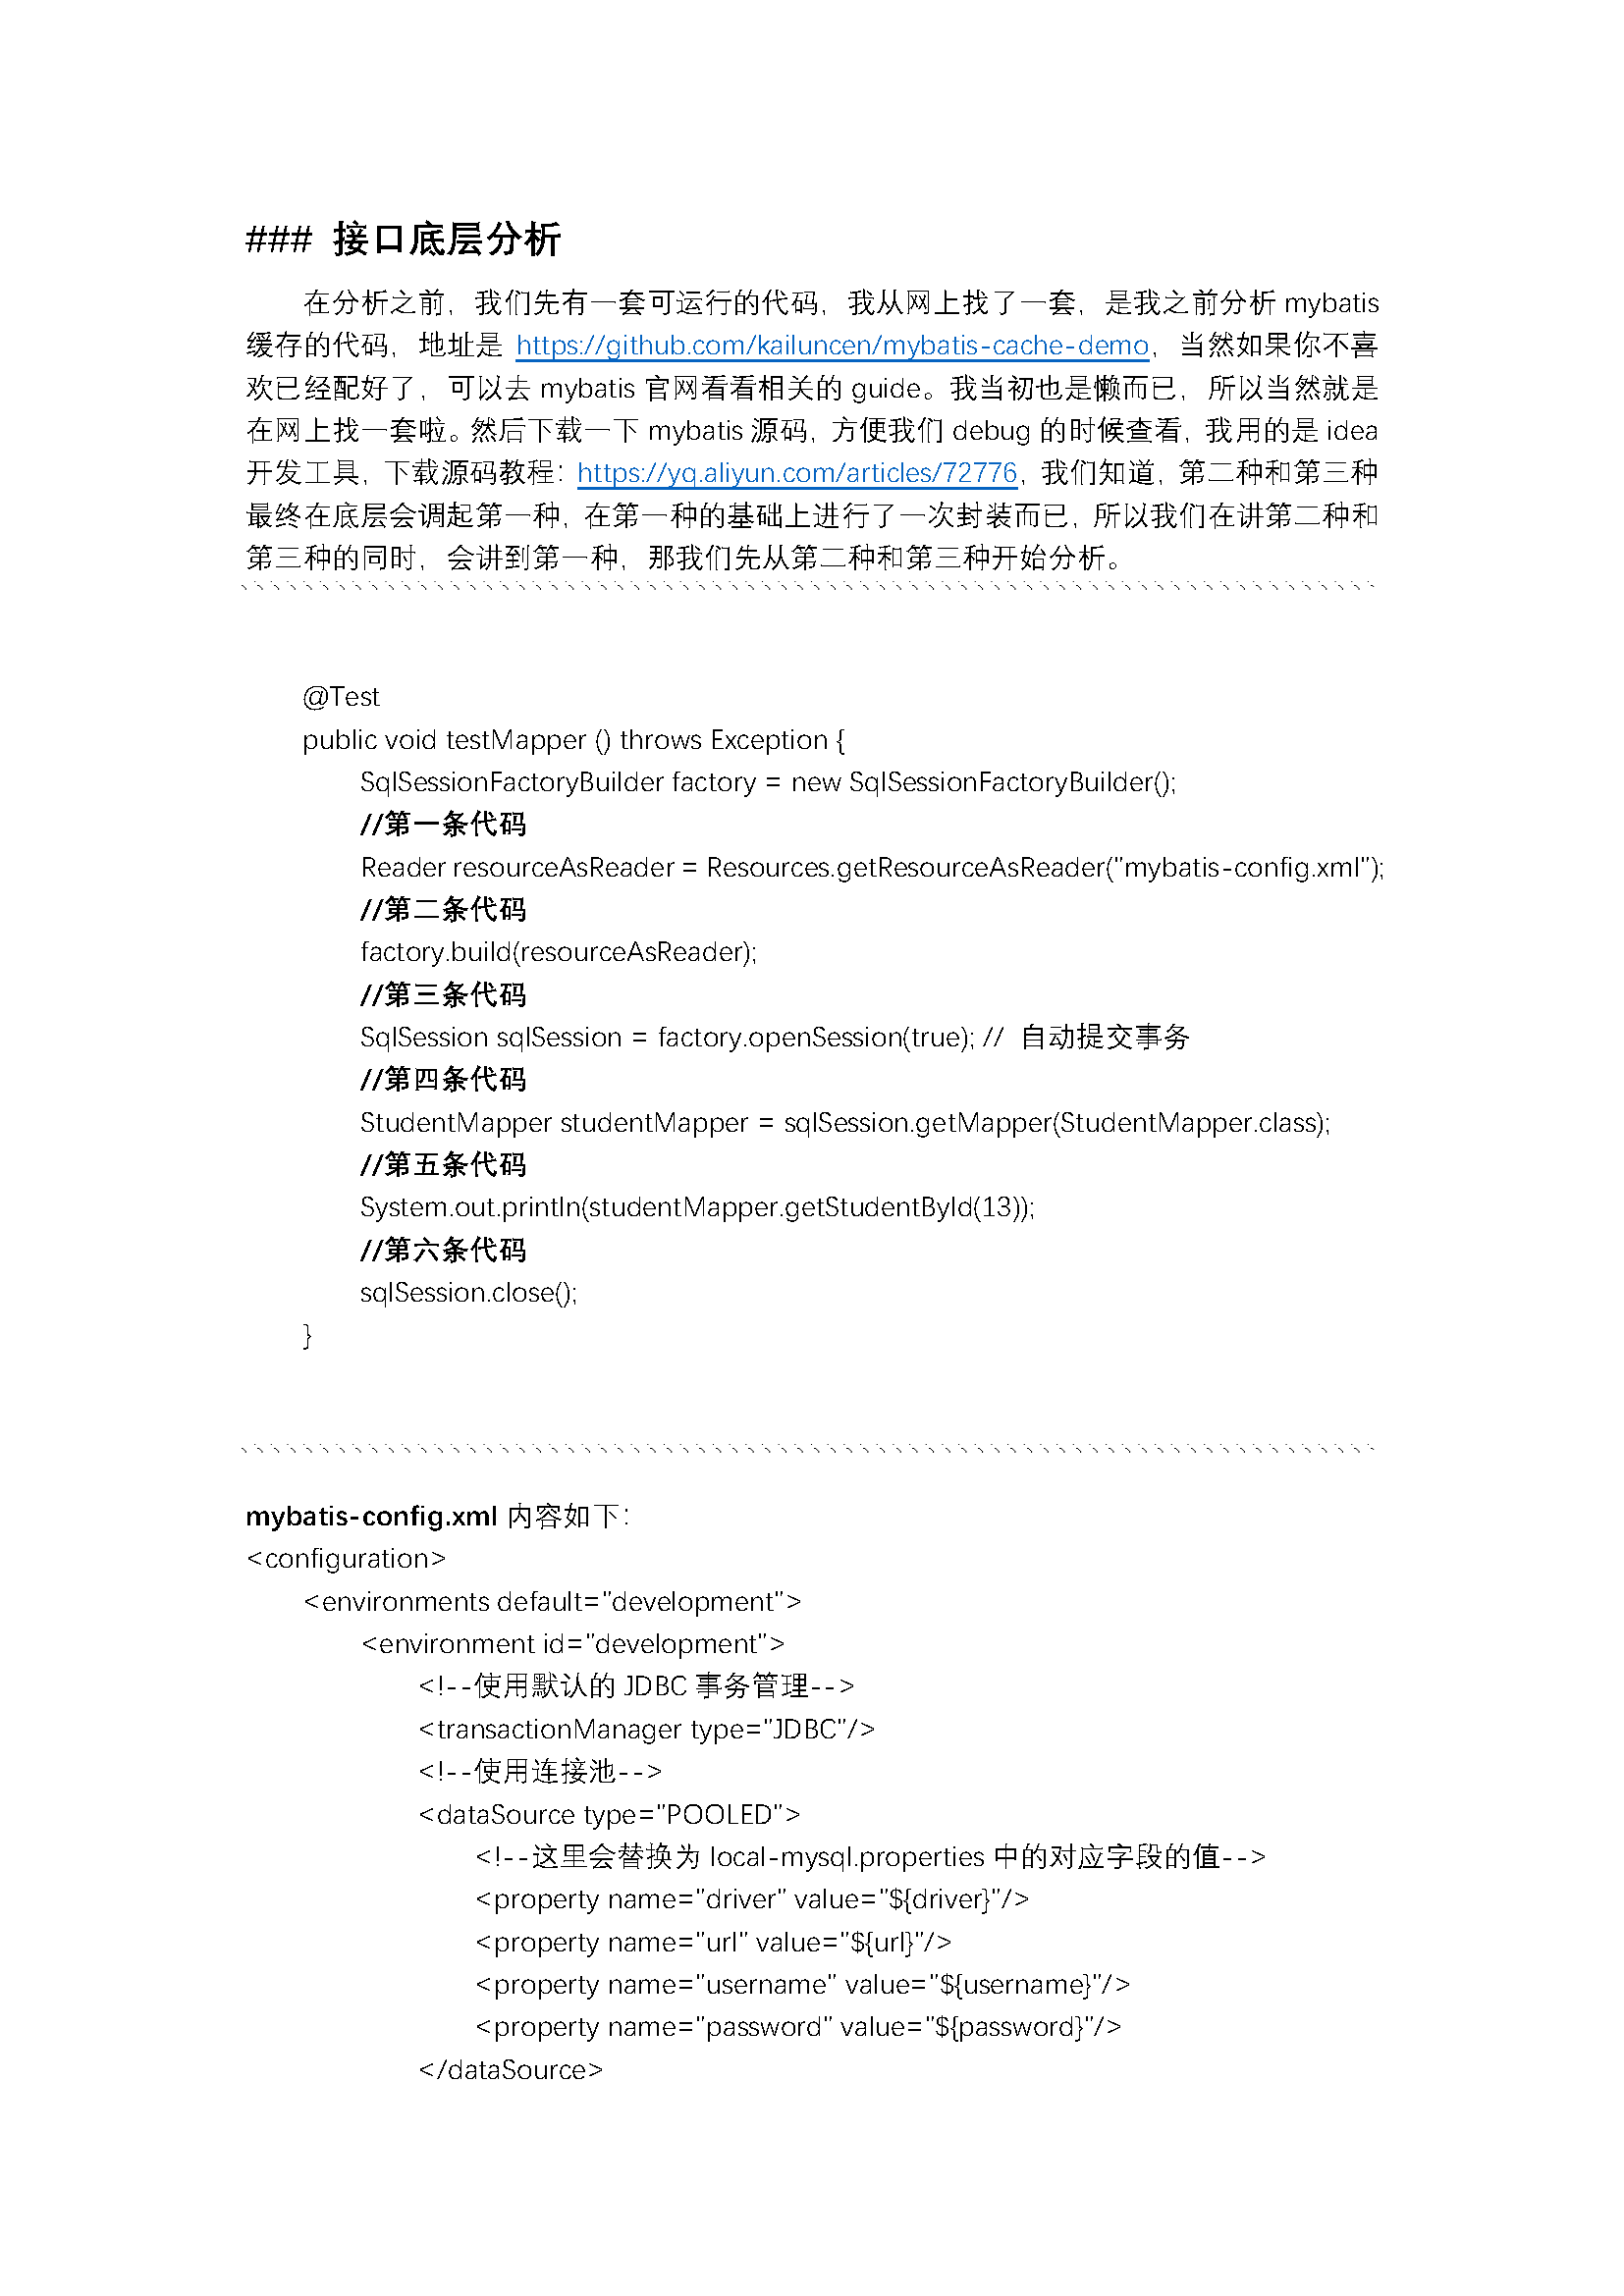 ### 接口底层分析
在分析之前，我们先有一套可运行的代码，我从网上找了一套，是我之前分析 mybatis
缓存的代码，地址是 https://github.com/kailuncen/mybatis-cache-demo，当然如果你不喜
欢已经配好了，可以去 mybatis 官网看看相关的 guide。我当初也是懒而已，所以当然就是
在网上找一套啦。然后下载一下 mybatis 源码，方便我们 debug 的时候查看，我用的是 idea
开发工具，下载源码教程：https://yq.aliyun.com/articles/72776，我们知道，第二种和第三种
最终在底层会调起第一种，在第一种的基础上进行了一次封装而已，所以我们在讲第二种和
第三种的同时，会讲到第一种，那我们先从第二种和第三种开始分析。
@Test
public void testMapper () throws Exception {
SqlSessionFactoryBuilder factory = new SqlSessionFactoryBuilder();
//第一条代码
Reader resourceAsReader = Resources.getResourceAsReader("mybatis-config.xml");
//第二条代码
factory.build(resourceAsReader);
//第三条代码
SqlSession sqlSession = factory.openSession(true); // 自动提交事务
//第四条代码
StudentMapper studentMapper = sqlSession.getMapper(StudentMapper.class);
//第五条代码
System.out.println(studentMapper.getStudentById(13));
//第六条代码
sqlSession.close();
}
mybatis-config.xml 内容如下：
<configuration>
<environments default="development">
<environment id="development">
<!--使用默认的 JDBC 事务管理-->
<transactionManager type="JDBC"/>
<!--使用连接池-->
<dataSource type="POOLED">
<!--这里会替换为 local-mysql.properties 中的对应字段的值-->
<property name="driver" value="${driver}"/>
<property name="url" value="${url}"/>
<property name="username" value="${username}"/>
<property name="password" value="${password}"/>
</dataSource>